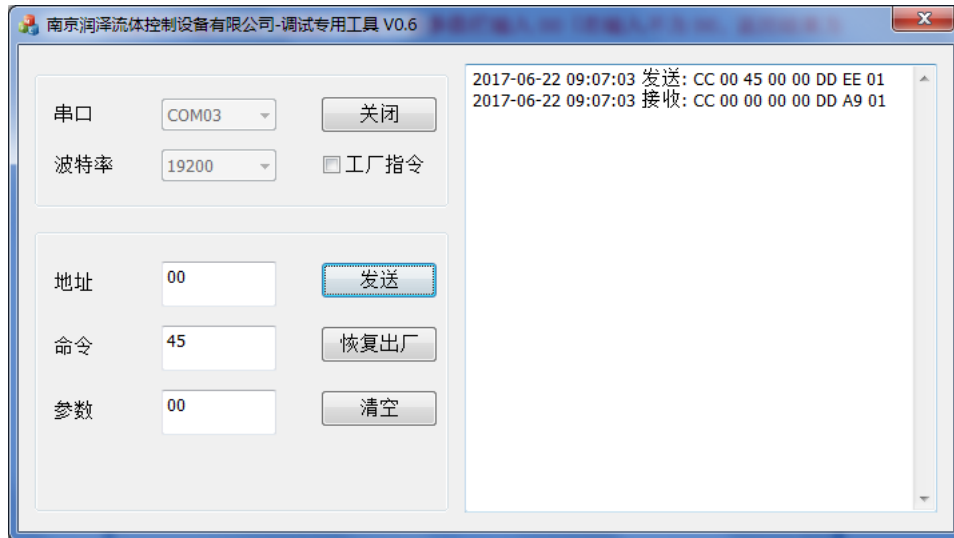 南京润泽流体控制设备有限公司-调试专用工具 V0.6
串口 COM03 关闭
波特率 19200 工厂指令
地址 00 发送
命令 45 恢复出厂
参数 00 清空
2017-06-22 09:07:03 发送: CC 00 45 00 00 DD EE 01
2017-06-22 09:07:03 接收: CC 00 00 00 00 DD A9 01